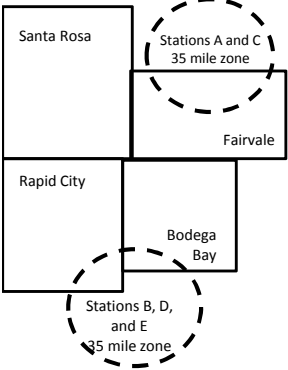 Santa Rosa
Stations A and C
35 mile zone
Fairvale
Rapid City
Bodega
Bay
Stations B, D,
and E
35 mile zone